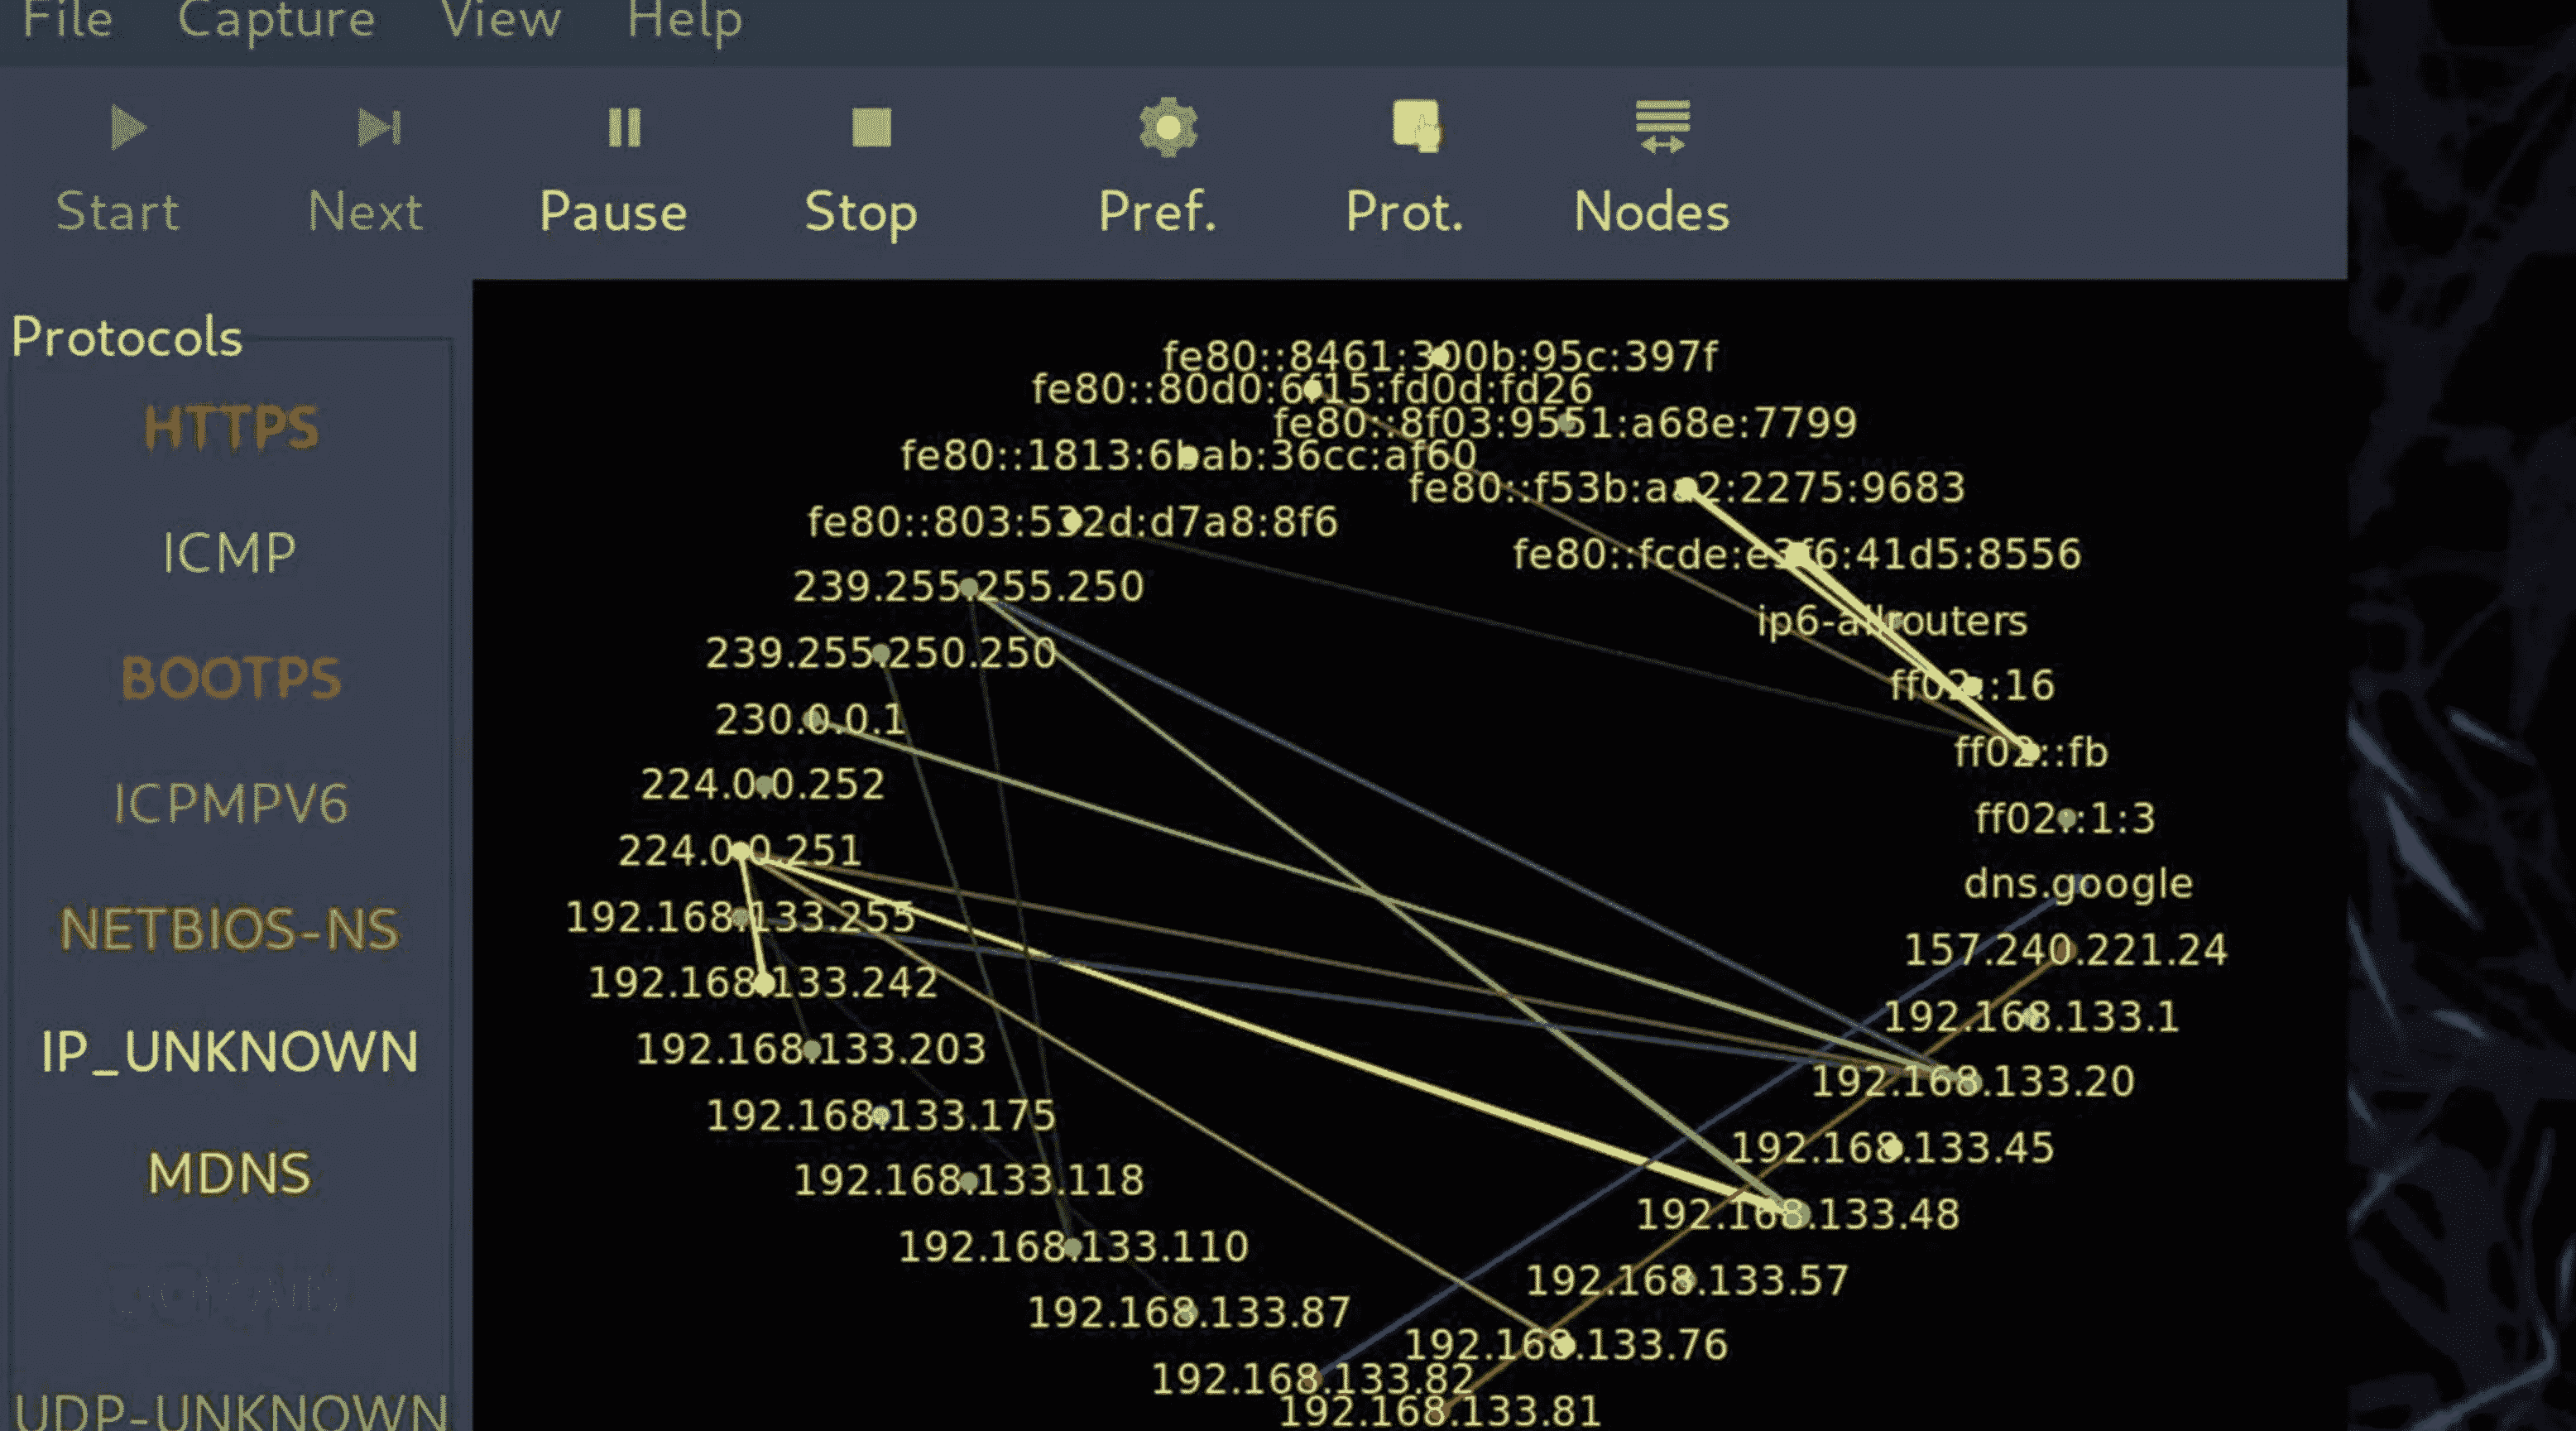 File Capture View Help
Start Next Pause Stop Pref. Prot. Nodes
Protocols
HTTPS
ICMP
BOOTPS
ICPMPV6
NETBIOS-NS
IP_UNKNOWN
MDNS
UDP-UNKNOWN
fe80::8461:300b:95c:397f
fe80::80d0:6f15:fd0d:fd26
fe80::8f03:9551:a68e:7799
fe80::1813:6bab:36cc:af60
fe80::f53b:aa2:2275:9683
fe80::803:532d:d7a8:8f6
fe80::fcde:e3f6:41d5:8556
239.255.255.250
ip6-allrouters
239.255.250.250
ff02::16
230.0.0.1
ff02::fb
224.0.0.252
ff02::1:3
224.0.0.251
dns.google
192.168.133.255
157.240.221.24
192.168.133.242
192.168.133.1
192.168.133.203
192.168.133.20
192.168.133.175
192.168.133.45
192.168.133.118
192.168.133.48
192.168.133.110
192.168.133.57
192.168.133.87
192.168.133.76
192.168.133.82
192.168.133.81